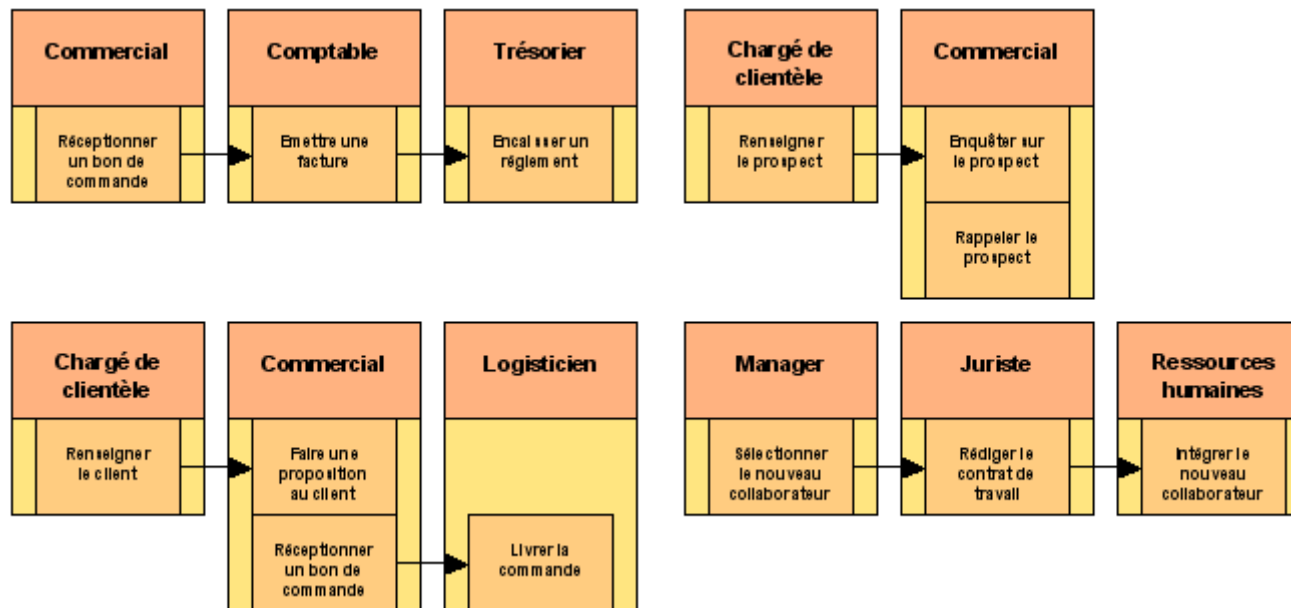 Commercial
Réceptionner
un bon de
commande
Comptable
Emettre une
facture
Trésorier
Encaisser un
réglement
Chargé de
clientèle
Renseigner
le prospect
Commercial
Enquêter sur
le prospect
Rappeler le
prospect
Chargé de
clientèle
Renseigner
le client
Commercial
Faire une
proposition
au client
Réceptionner
un bon de
commande
Logisticien
Livrer la
commande
Manager
Sélectionner
le nouveau
collaborateur
Juriste
Rédiger le
contrat de
travail
Ressources
humaines
Intégrer le
nouveau
collaborateur